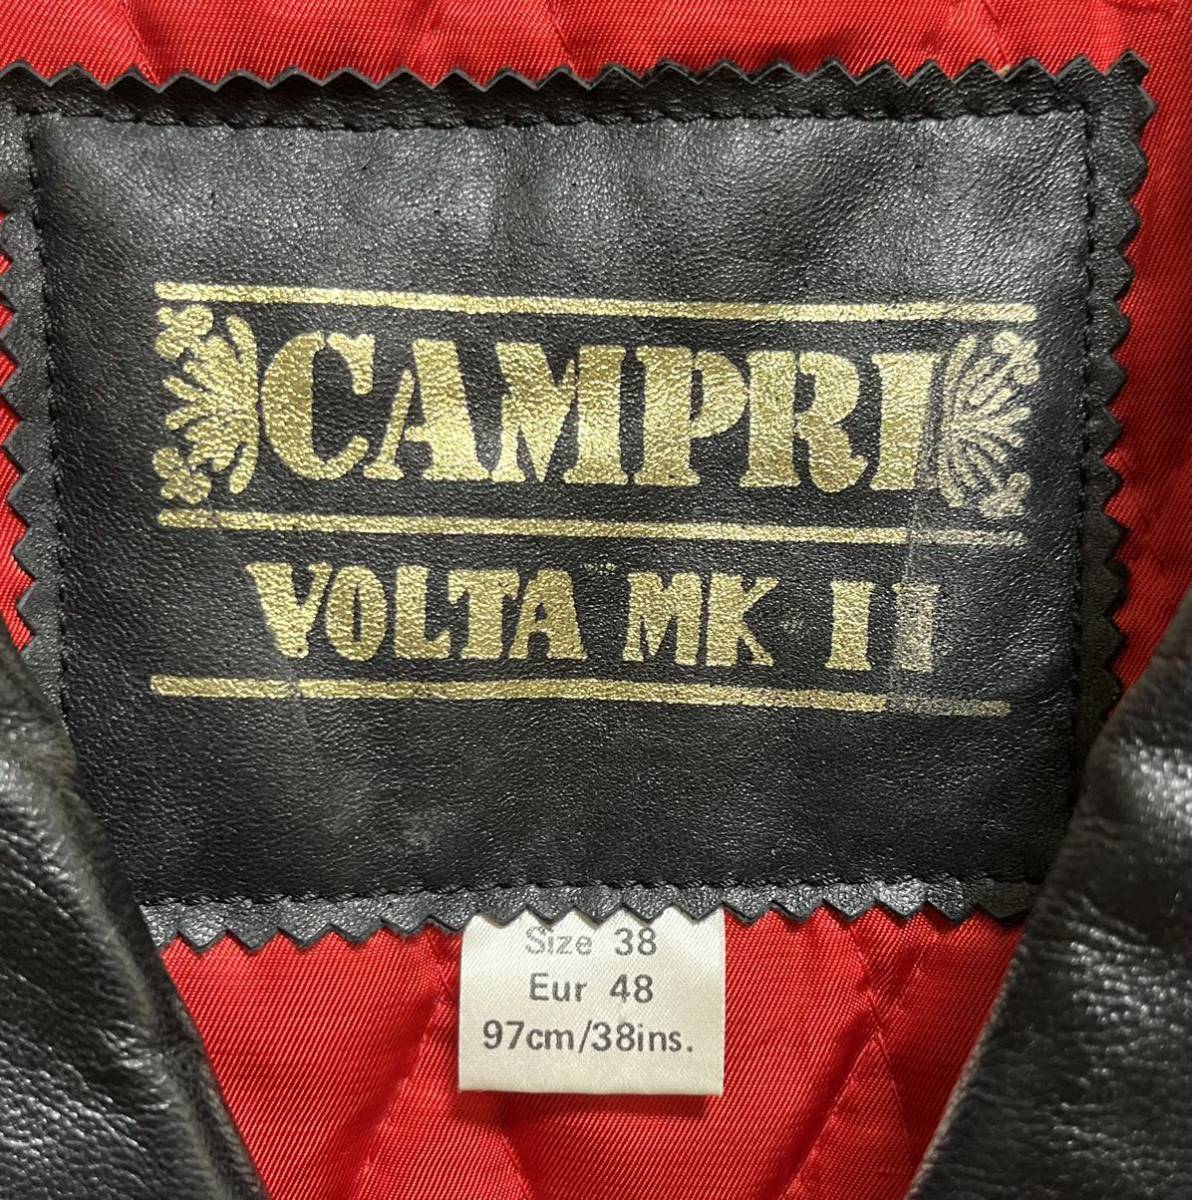 CAMPRI
VOLTA MK II
Size 38
Eur 48
97cm/38ins.